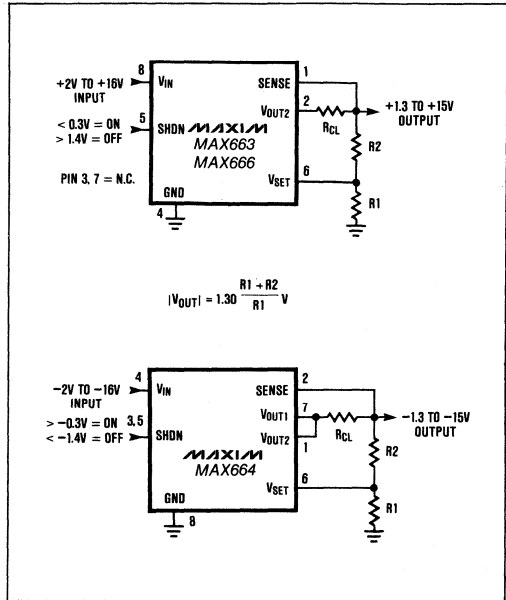 8
1
+2V TO +16V
INPUT
VIN
SENSE
2
VOUT2
RCL
+1.3 TO +15V
OUTPUT
< 0.3V = ON
> 1.4V = OFF
5
SHDN
MAXIM
MAX663
MAX666
R2
PIN 3, 7 = N.C.
VSET
6
GND
4
R1
|VOUT| = 1.30 R1 + R2 / R1 V
4
2
−2V TO −16V
INPUT
VIN
SENSE
7
VOUT1
RCL
−1.3 TO −15V
OUTPUT
> −0.3V = ON
< −1.4V = OFF
3,5
SHDN
VOUT2
1
R2
MAXIM
MAX664
VSET
6
GND
8
R1